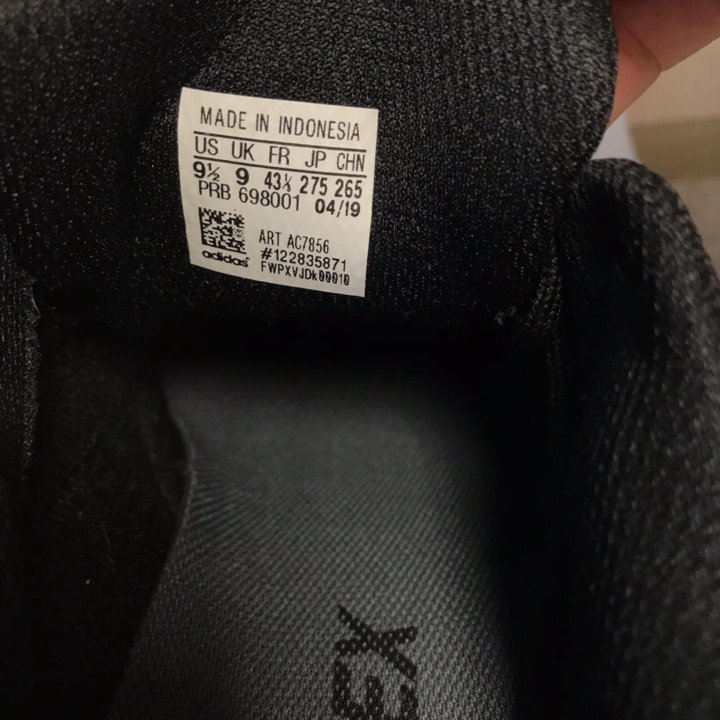 MADE IN INDONESIA
US UK FR JP CHN
9½ 9 43⅓ 275 265
PRB 698001 04/19
ART AC7856
#122835871
adidas
FWPXVJDk00010
EX